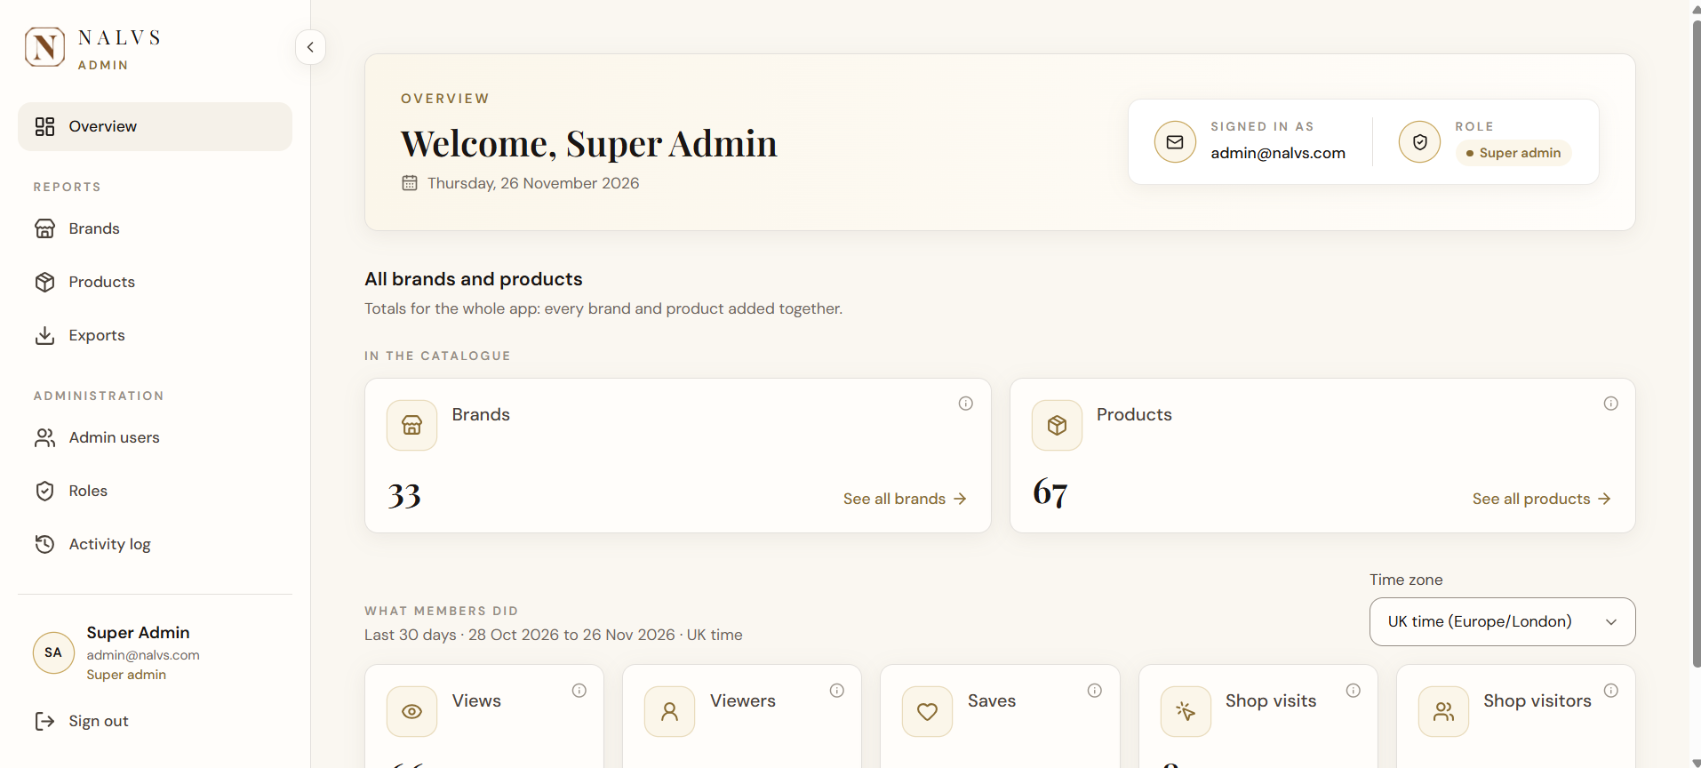 N
NALVS
ADMIN
Overview
REPORTS
Brands
Products
Exports
ADMINISTRATION
Admin users
Roles
Activity log
SA
Super Admin
admin@nalvs.com
Super admin
Sign out
OVERVIEW
Welcome, Super Admin
Thursday, 26 November 2026
SIGNED IN AS
admin@nalvs.com
ROLE
Super admin
All brands and products
Totals for the whole app: every brand and product added together.
IN THE CATALOGUE
Brands
33
See all brands →
Products
67
See all products →
WHAT MEMBERS DID
Last 30 days · 28 Oct 2026 to 26 Nov 2026 · UK time
Time zone
UK time (Europe/London)
Views
Viewers
Saves
Shop visits
Shop visitors